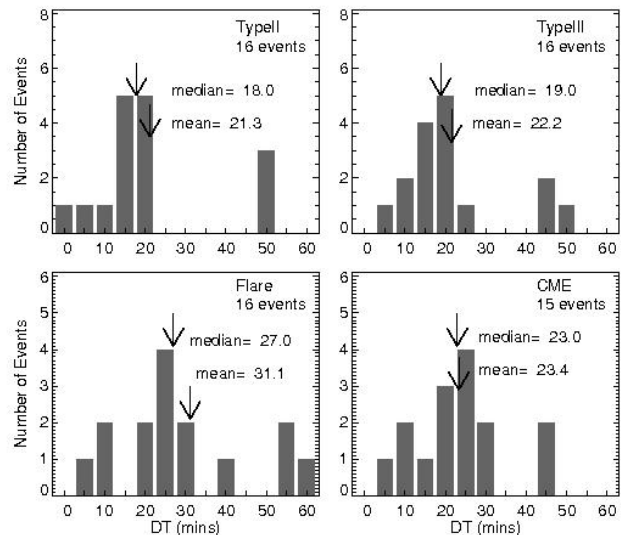 TypeII
16 events
8
6
4
2
0
Number of Events
median= 18.0
mean= 21.3
0 10 20 30 40 50 60
TypeIII
16 events
8
6
4
2
0
median= 19.0
mean= 22.2
0 10 20 30 40 50 60
Flare
16 events
6
5
4
3
2
1
0
Number of Events
median= 27.0
mean= 31.1
0 10 20 30 40 50 60
DT (mins)
CME
15 events
6
5
4
3
2
1
0
median= 23.0
mean= 23.4
0 10 20 30 40 50 60
DT (mins)